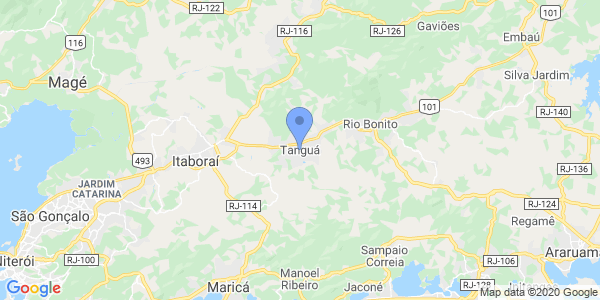 RJ-122
Gaviões
101
RJ-116
RJ-126
Embaú
116
Magé
Silva Jardim
101
RJ-140
Rio Bonito
Tanguá
493
Itaboraí
RJ-136
JARDIM
CATARINA
RJ-114
RJ-124
São Gonçalo
Regamê
Sampaio
Correia
Araruama
Niterói
RJ-100
RJ-106
Manoel
Ribeiro
Maricá
Jaconé
RJ-128
Google
Map data ©2020 Google